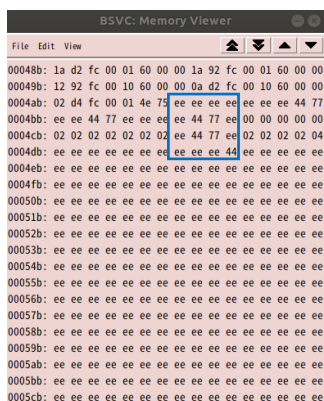 BSVC: Memory Viewer
File Edit View
00048b: 1a d2 fc 00 01 60 00 00 1a 92 fc 00 01 60 00 00
00049b: 12 92 fc 00 10 60 00 00 0a d2 fc 00 10 60 00 00
0004ab: 02 d4 fc 00 01 4e 75 ee ee ee ee ee ee ee 44 77
0004bb: ee ee 44 77 ee ee ee ee 44 77 ee 00 00 00 00 00
0004cb: 02 02 02 02 02 02 02 ee 44 77 ee 02 02 02 02 04
0004db: ee ee ee ee ee ee ee ee ee ee 44 ee ee ee ee ee
0004eb: ee ee ee ee ee ee ee ee ee ee ee ee ee ee ee ee
0004fb: ee ee ee ee ee ee ee ee ee ee ee ee ee ee ee ee
00050b: ee ee ee ee ee ee ee ee ee ee ee ee ee ee ee ee
00051b: ee ee ee ee ee ee ee ee ee ee ee ee ee ee ee ee
00052b: ee ee ee ee ee ee ee ee ee ee ee ee ee ee ee ee
00053b: ee ee ee ee ee ee ee ee ee ee ee ee ee ee ee ee
00054b: ee ee ee ee ee ee ee ee ee ee ee ee ee ee ee ee
00055b: ee ee ee ee ee ee ee ee ee ee ee ee ee ee ee ee
00056b: ee ee ee ee ee ee ee ee ee ee ee ee ee ee ee ee
00057b: ee ee ee ee ee ee ee ee ee ee ee ee ee ee ee ee
00058b: ee ee ee ee ee ee ee ee ee ee ee ee ee ee ee ee
00059b: ee ee ee ee ee ee ee ee ee ee ee ee ee ee ee ee
0005ab: ee ee ee ee ee ee ee ee ee ee ee ee ee ee ee ee
0005bb: ee ee ee ee ee ee ee ee ee ee ee ee ee ee ee ee
0005cb: ee ee ee ee ee ee ee ee ee ee ee ee ee ee ee ee